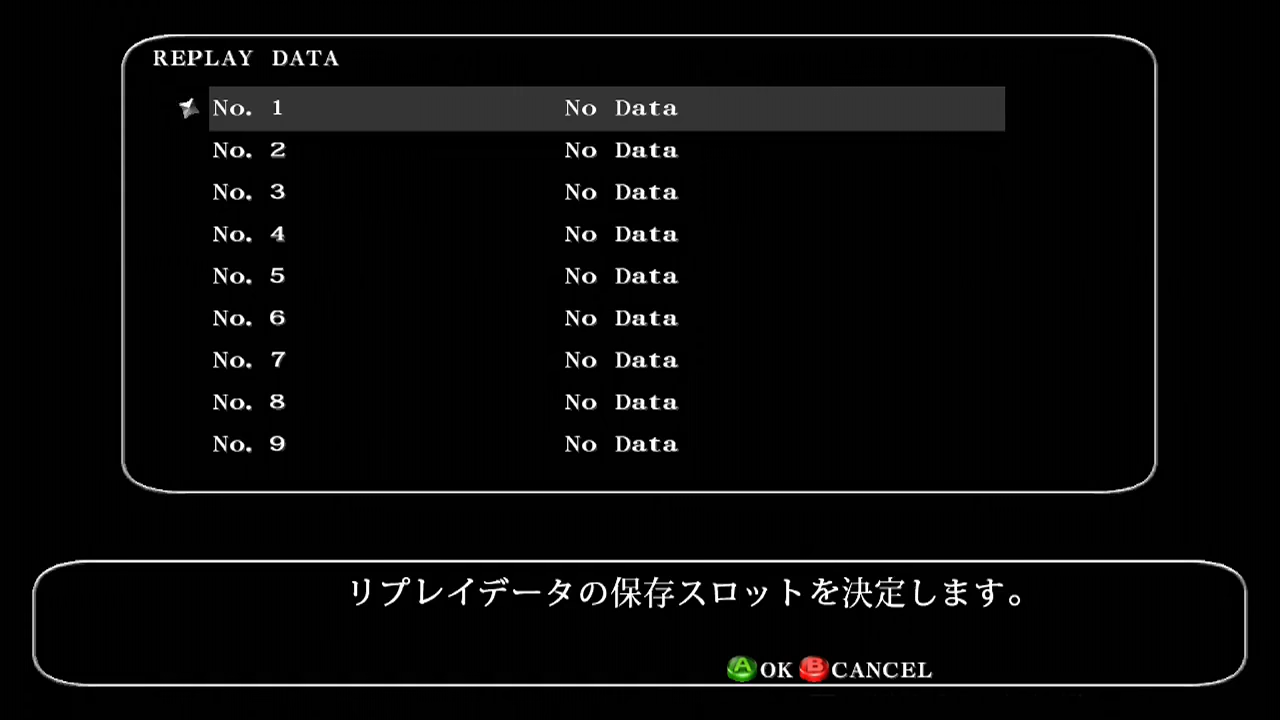 REPLAY DATA
No. 1 No Data
No. 2 No Data
No. 3 No Data
No. 4 No Data
No. 5 No Data
No. 6 No Data
No. 7 No Data
No. 8 No Data
No. 9 No Data
リプレイデータの保存スロットを決定します。
A OK B CANCEL